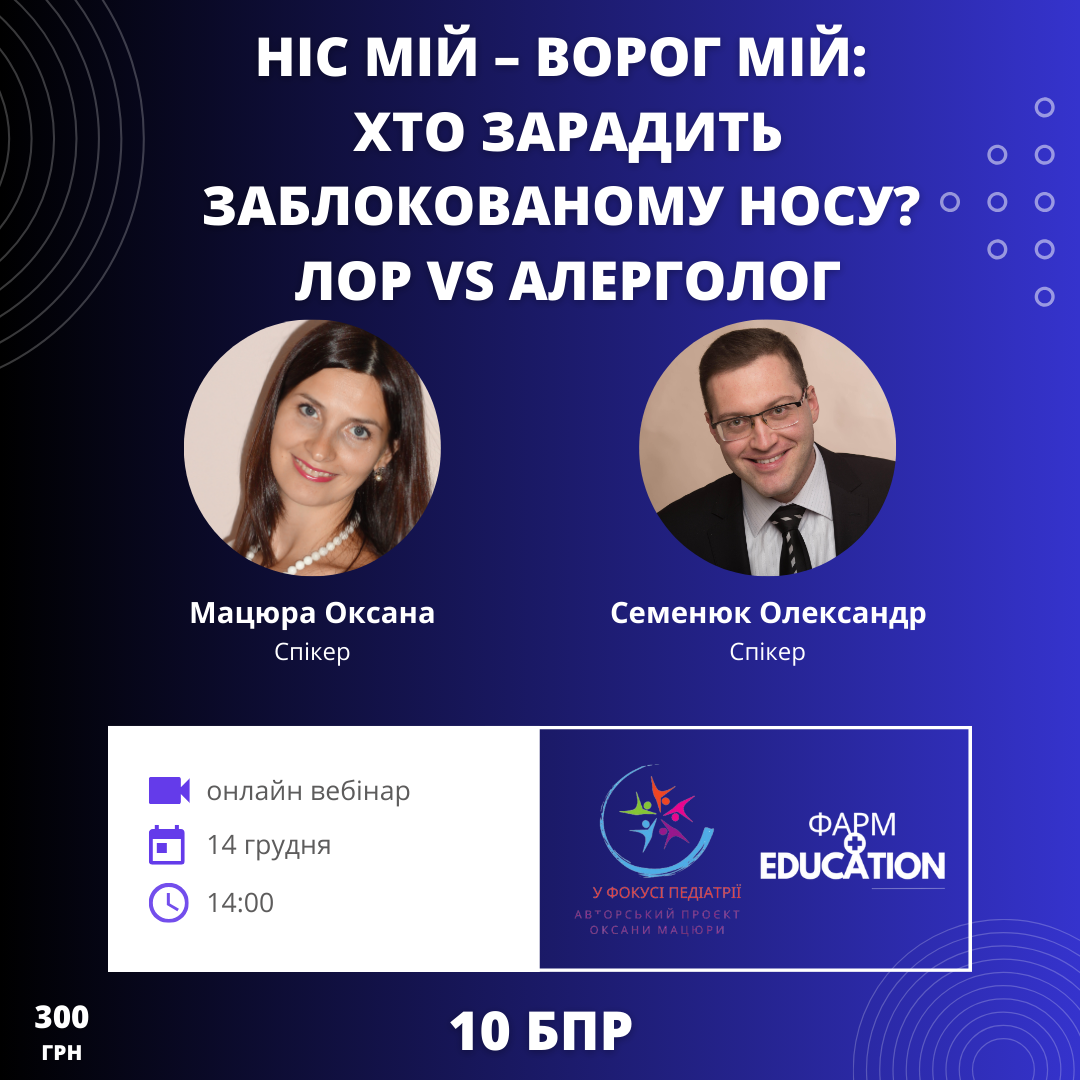 НІС МІЙ – ВОРОГ МІЙ:
ХТО ЗАРАДИТЬ
ЗАБЛОКОВАНОМУ НОСУ?
ЛОР VS АЛЕРГОЛОГ
Мацюра Оксана
Спікер
Семенюк Олександр
Спікер
онлайн вебінар
14 грудня
14:00
У ФОКУСІ ПЕДІАТРІЇ
АВТОРСЬКИЙ ПРОЄКТ
ОКСАНИ МАЦЮРИ
ФАРМ
EDUCATION
300
ГРН
10 БПР